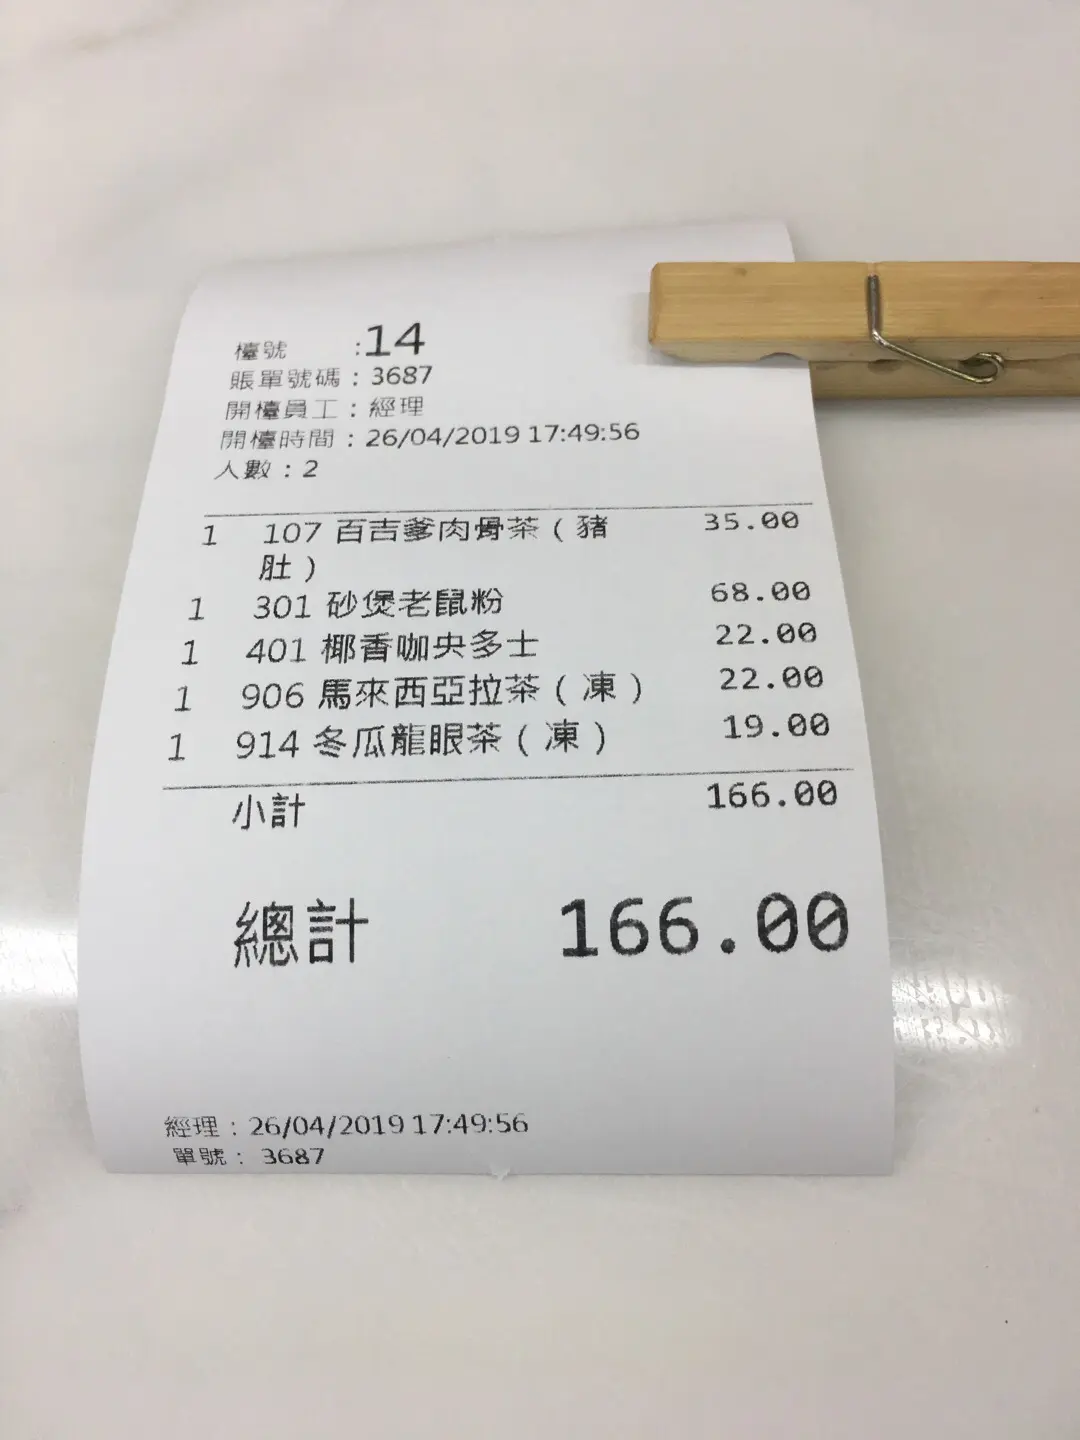 檯號 :14
賬單號碼：3687
開檯員工：經理
開檯時間：26/04/2019 17:49:56
人數：2
1 107 百吉爹肉骨茶（豬 35.00
肚）
1 301 砂煲老鼠粉 68.00
1 401 椰香咖央多士 22.00
1 906 馬來西亞拉茶（凍） 22.00
1 914 冬瓜龍眼茶（凍） 19.00
小計 166.00
總計 166.00
經理：26/04/2019 17:49:56
單號：3687